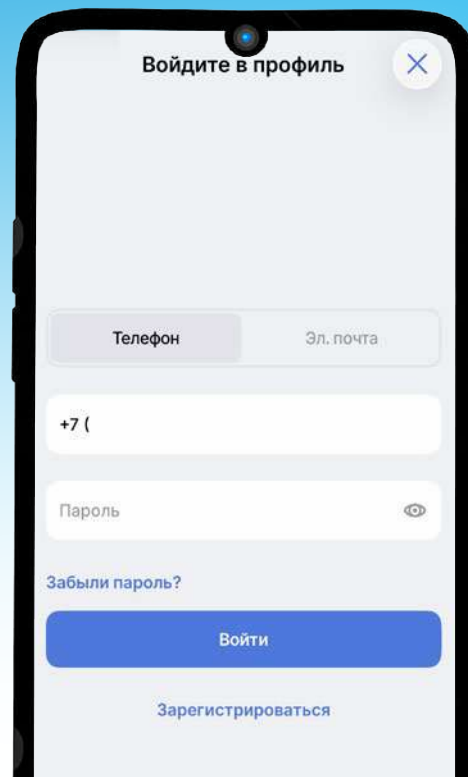 Войдите в профиль
Телефон
Эл. почта
+7 (
Пароль
Забыли пароль?
Войти
Зарегистрироваться